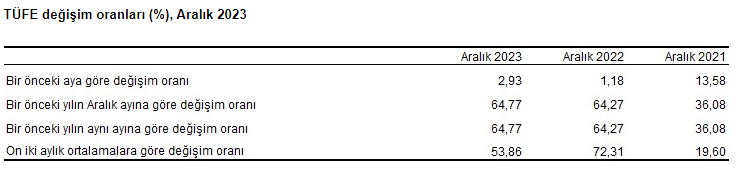 TÜFE değişim oranları (%), Aralık 2023
Aralık 2023 Aralık 2022 Aralık 2021
Bir önceki aya göre değişim oranı 2,93 1,18 13,58
Bir önceki yılın Aralık ayına göre değişim oranı 64,77 64,27 36,08
Bir önceki yılın aynı ayına göre değişim oranı 64,77 64,27 36,08
On iki aylık ortalamalara göre değişim oranı 53,86 72,31 19,60